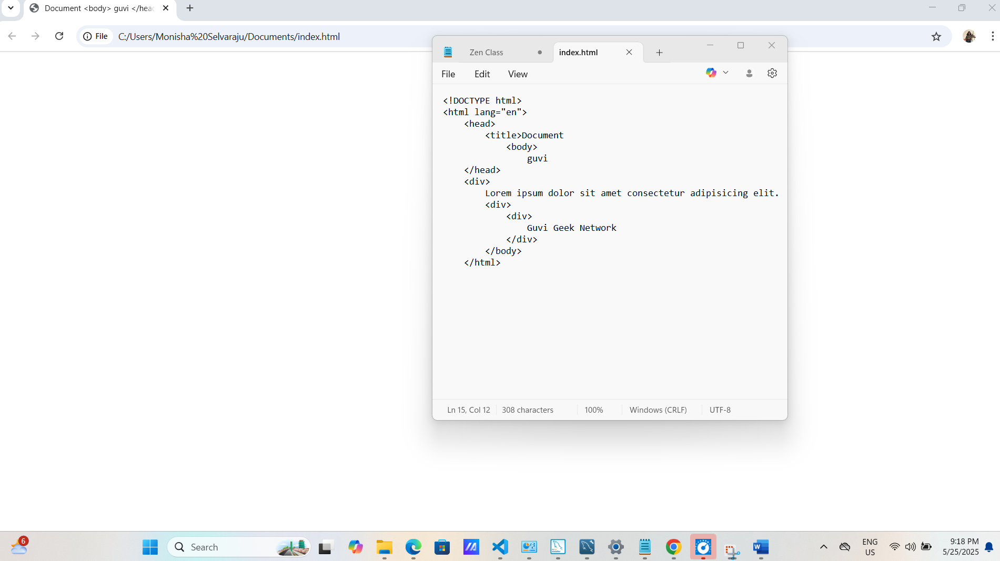 Document <body> guvi </head
File
C:/Users/Monisha%20Selvaraju/Documents/index.html
Zen Class
index.html
File Edit View
<!DOCTYPE html>
<html lang="en">
<head>
<title>Document
<body>
guvi
</head>
<div>
Lorem ipsum dolor sit amet consectetur adipisicing elit.
<div>
<div>
Guvi Geek Network
</div>
</body>
</html>
Ln 15, Col 12 308 characters 100% Windows (CRLF) UTF-8
6
Search
ENG
US
9:18 PM
5/25/2025